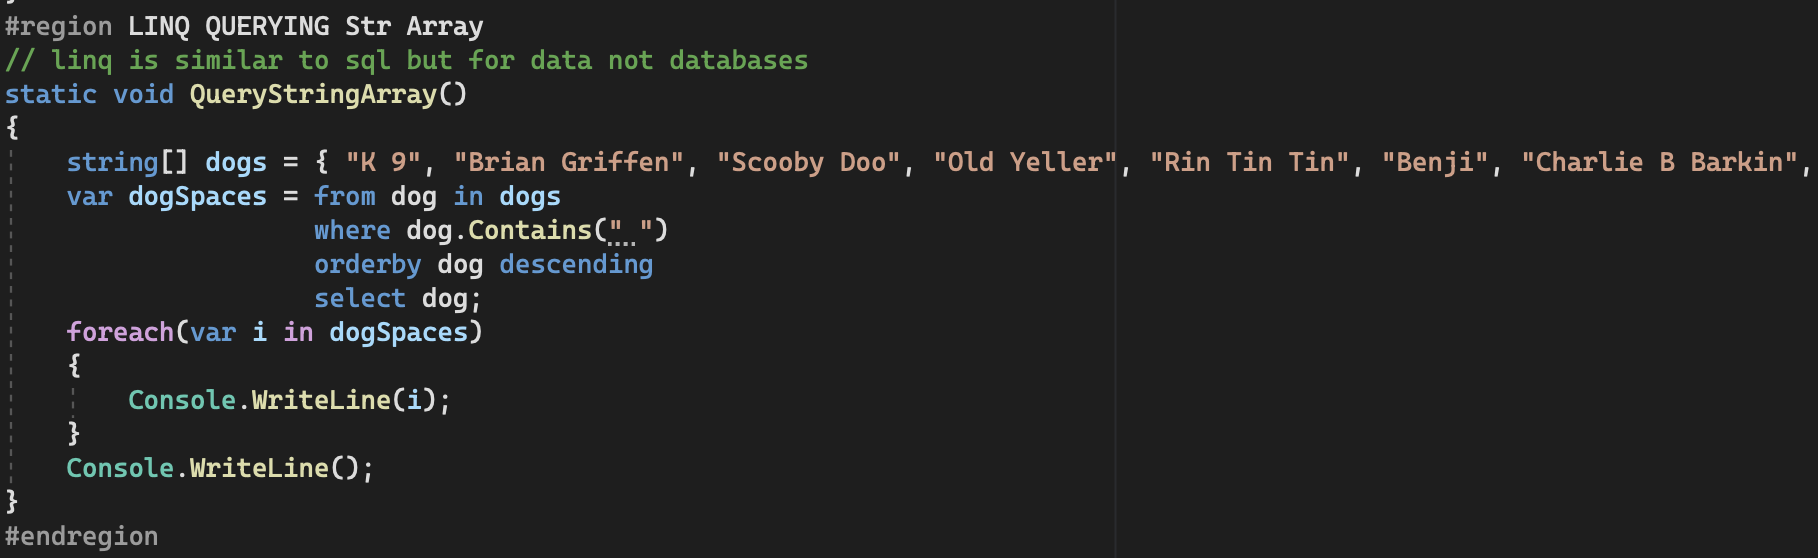 }
#region LINQ QUERYING Str Array
// linq is similar to sql but for data not databases
static void QueryStringArray()
{
    string[] dogs = { "K 9", "Brian Griffen", "Scooby Doo", "Old Yeller", "Rin Tin Tin", "Benji", "Charlie B Barkin",
    var dogSpaces = from dog in dogs
                    where dog.Contains(" ")
                    orderby dog descending
                    select dog;
    foreach(var i in dogSpaces)
    {
        Console.WriteLine(i);
    }
    Console.WriteLine();
}
#endregion